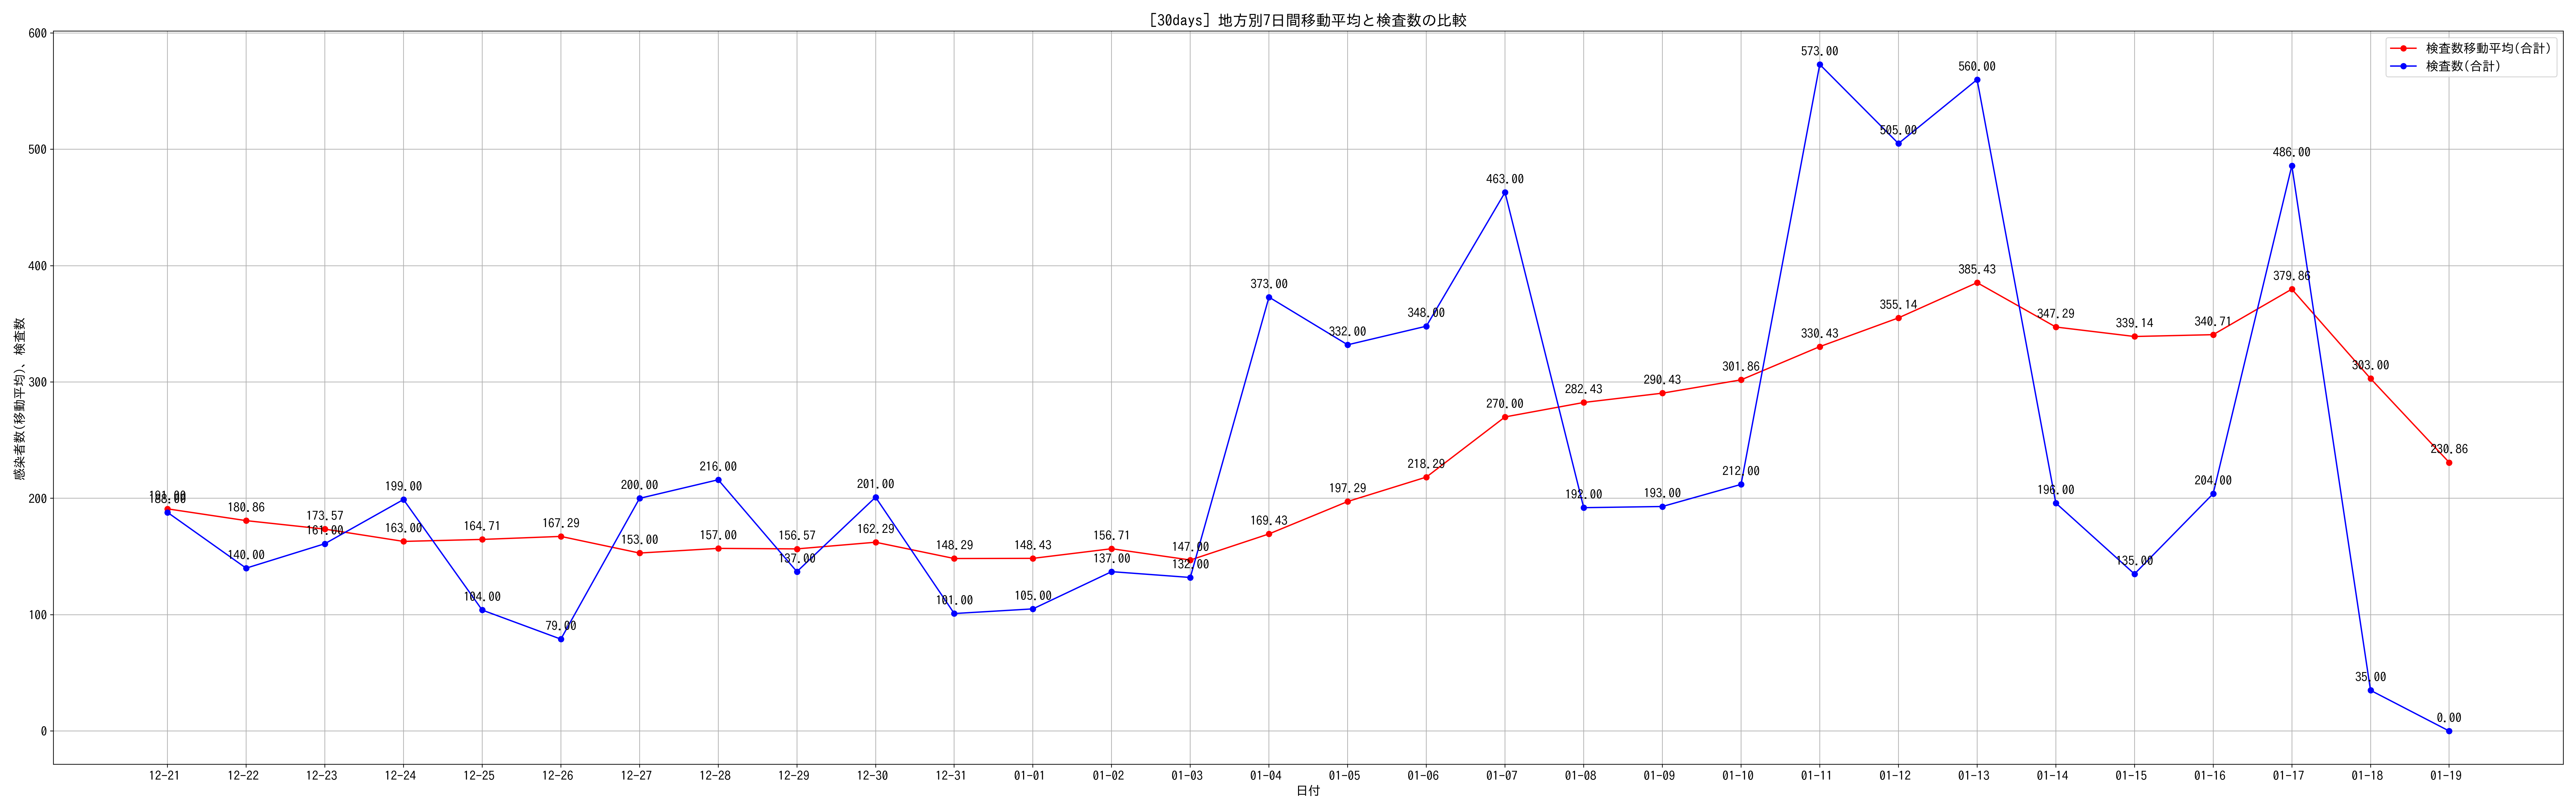 [30days] 地方別7日間移動平均と検査数の比較
検査数移動平均(合計)
検査数(合計)
感染者数(移動平均)、検査数
600
500
400
300
200
100
0
191.00 180.86 173.57 163.00 164.71 167.29 153.00 157.00 156.57 162.29 148.29 148.43 156.71 147.00 169.43 197.29 218.29 270.00 282.43 290.43 301.86 330.43 355.14 385.43 347.29 339.14 340.71 379.86 303.00 230.86
188.00 140.00 161.00 199.00 104.00 79.00 200.00 216.00 137.00 201.00 101.00 105.00 137.00 132.00 373.00 332.00 348.00 463.00 192.00 193.00 212.00 573.00 505.00 560.00 196.00 135.00 204.00 486.00 35.00 0.00
12-21 12-22 12-23 12-24 12-25 12-26 12-27 12-28 12-29 12-30 12-31 01-01 01-02 01-03 01-04 01-05 01-06 01-07 01-08 01-09 01-10 01-11 01-12 01-13 01-14 01-15 01-16 01-17 01-18 01-19
日付